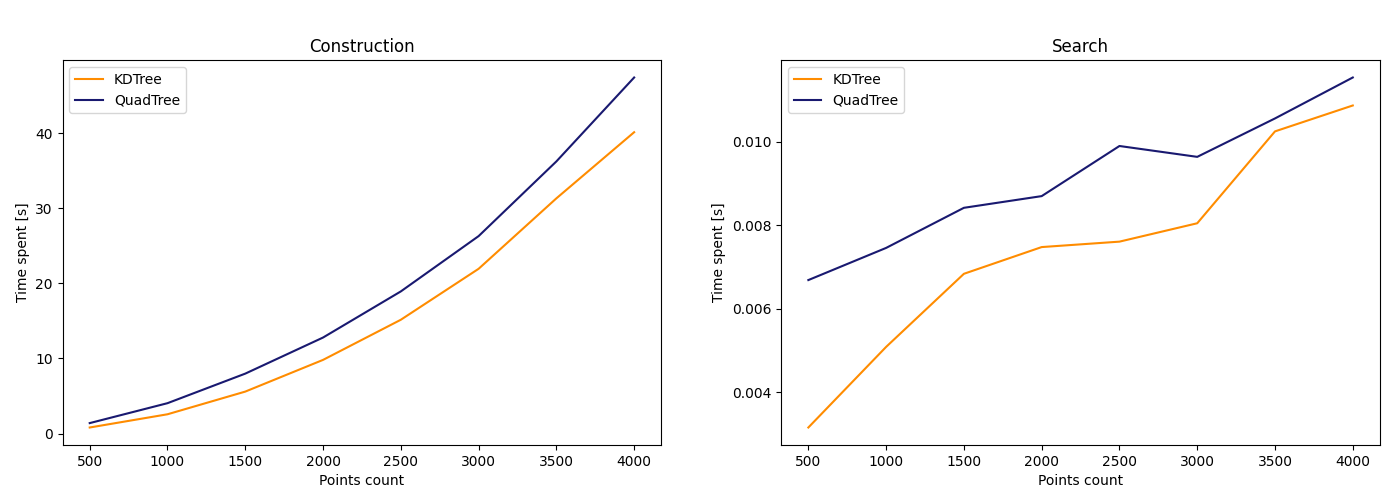 Construction
KDTree
QuadTree
Time spent [s]
40
30
20
10
0
500 1000 1500 2000 2500 3000 3500 4000
Points count
Search
KDTree
QuadTree
Time spent [s]
0.010
0.008
0.006
0.004
500 1000 1500 2000 2500 3000 3500 4000
Points count